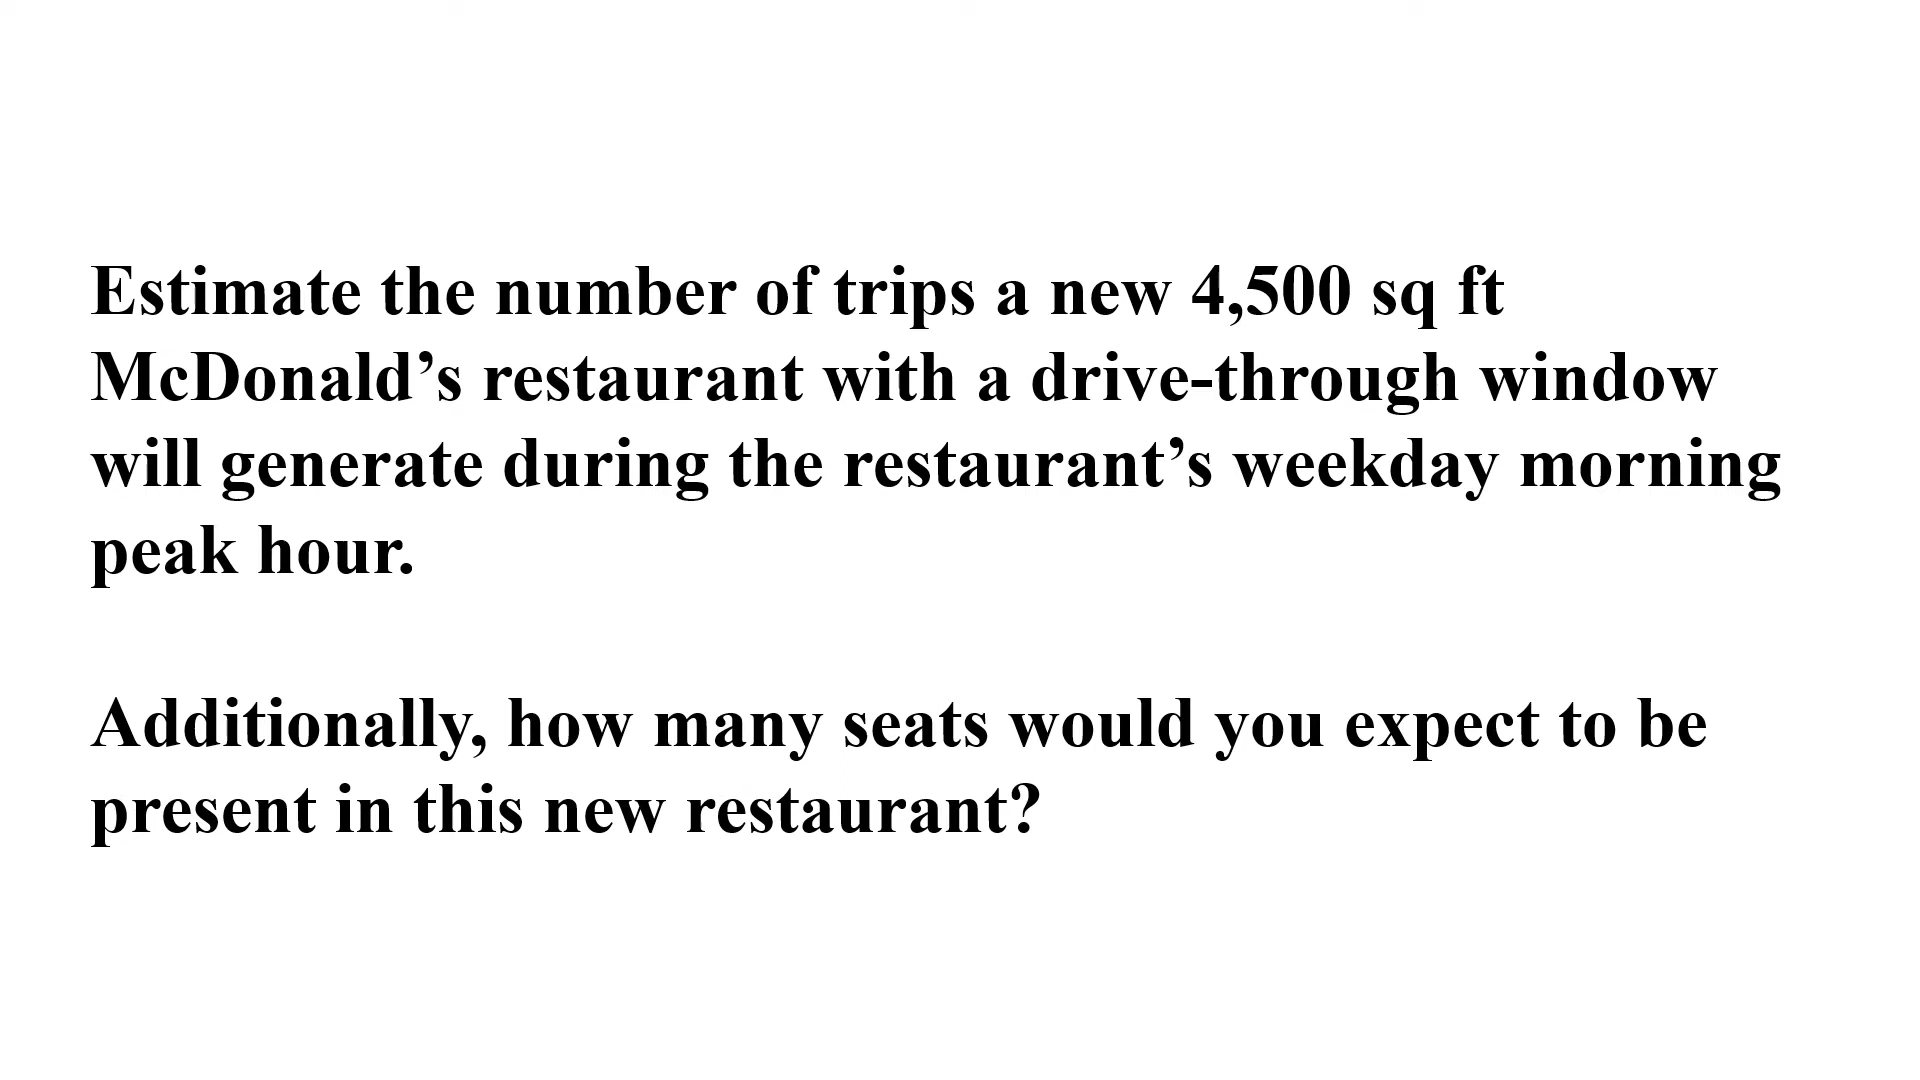 Estimate the number of trips a new 4,500 sq ft
McDonald’s restaurant with a drive-through window
will generate during the restaurant’s weekday morning
peak hour.
Additionally, how many seats would you expect to be
present in this new restaurant?